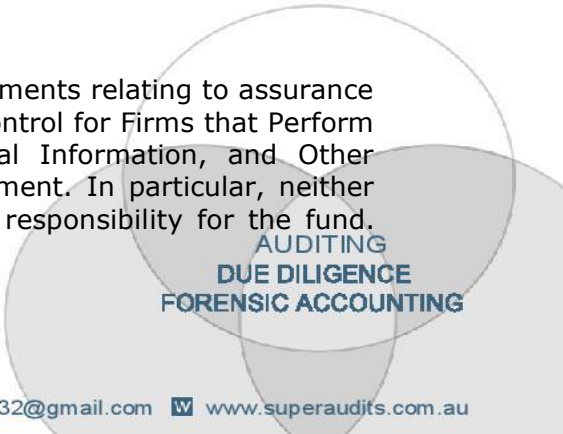 ments relating to assurance
ontrol for Firms that Perform
al Information, and Other
ment. In particular, neither
responsibility for the fund.
AUDITING
DUE DILIGENCE
FORENSIC ACCOUNTING
32@gmail.com W www.superaudits.com.au